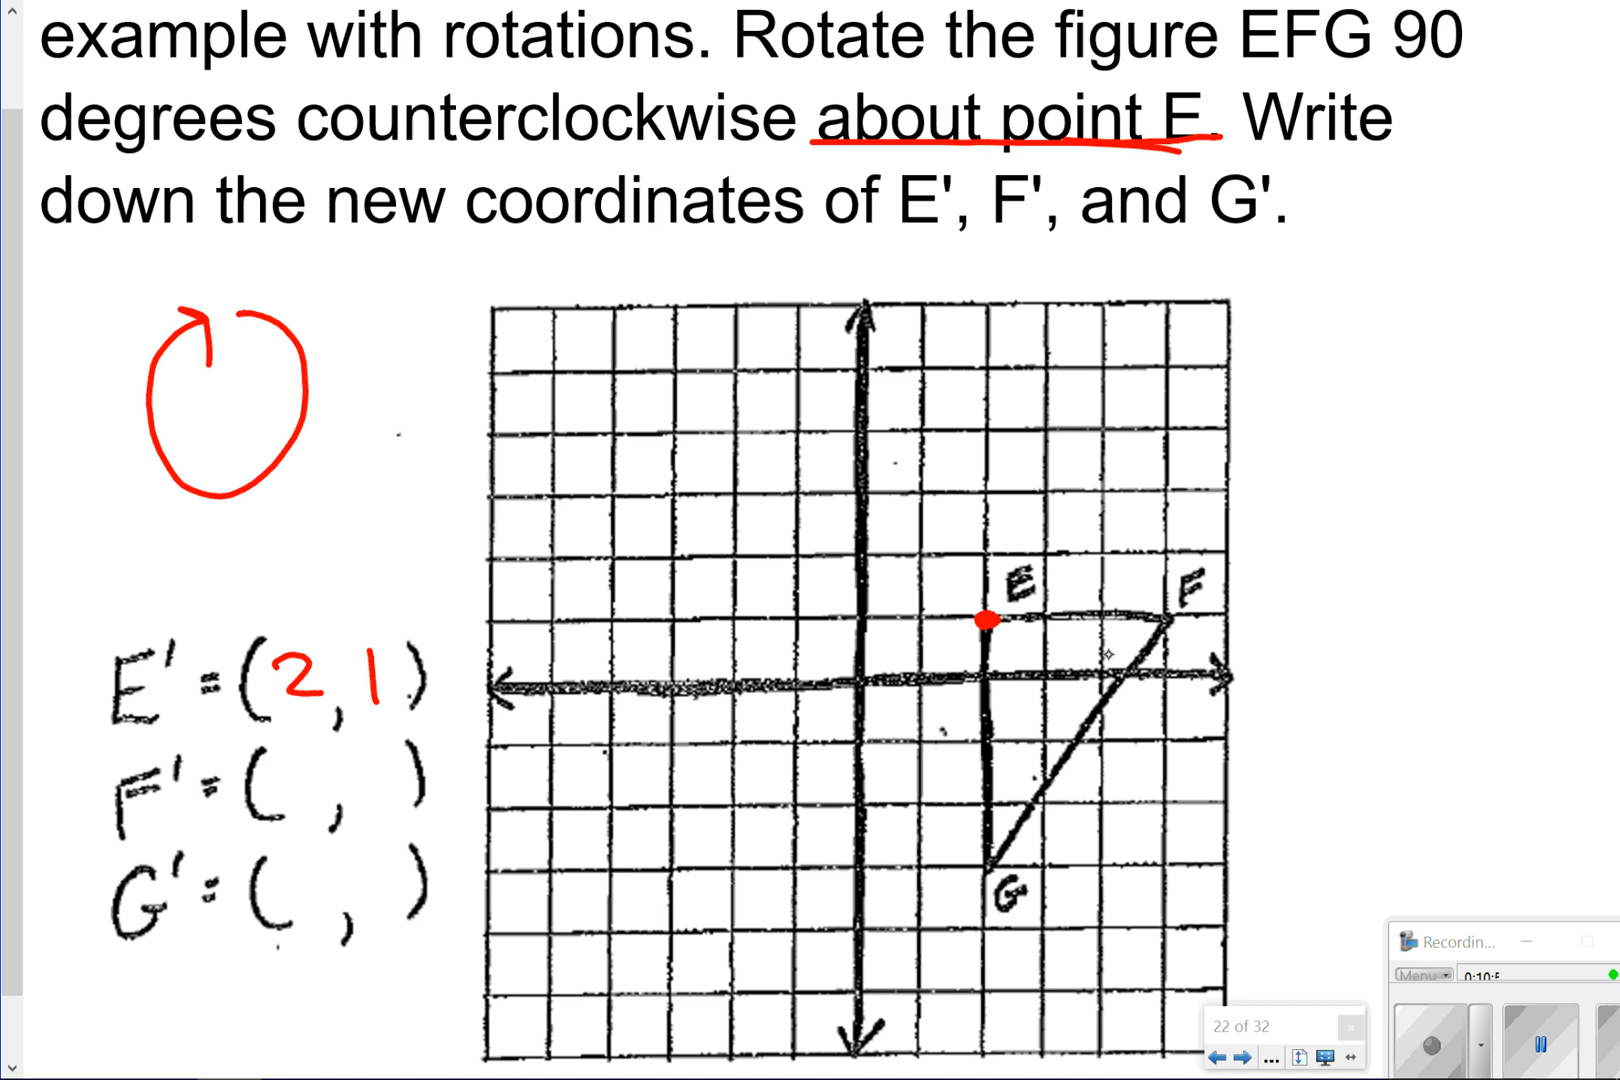 example with rotations. Rotate the figure EFG 90
degrees counterclockwise about point E. Write
down the new coordinates of E', F', and G'.
E F
E' = (2, 1)
F' = ( , )
G' = ( , )
G
Recordin...
Menu
22 of 32
...